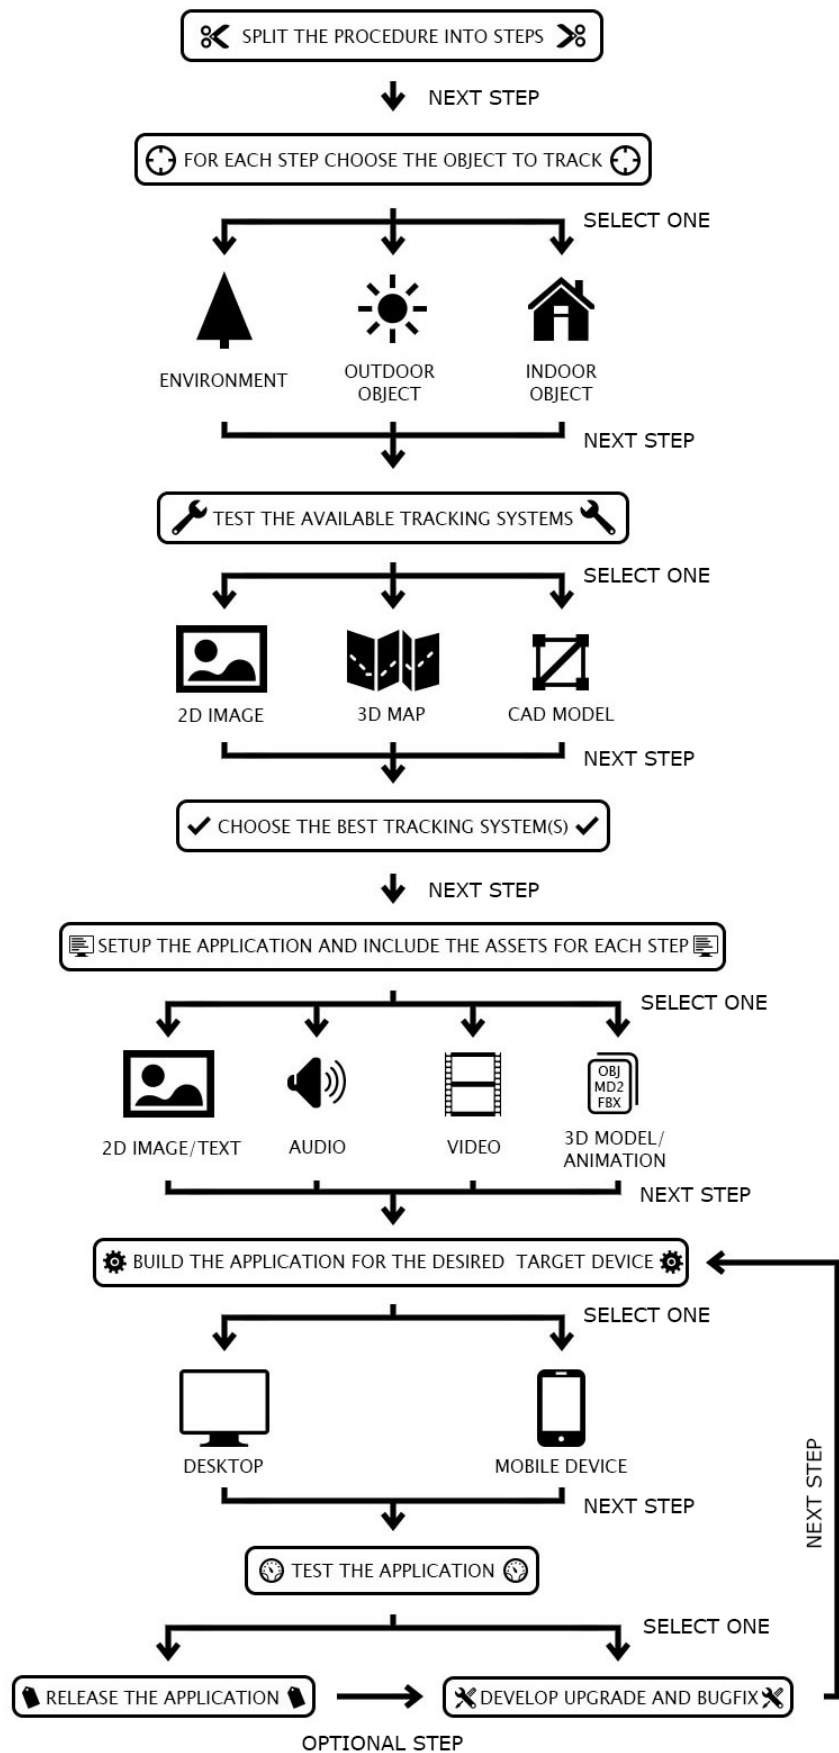 SPLIT THE PROCEDURE INTO STEPS
NEXT STEP
FOR EACH STEP CHOOSE THE OBJECT TO TRACK
SELECT ONE
ENVIRONMENT
OUTDOOR
OBJECT
INDOOR
OBJECT
NEXT STEP
TEST THE AVAILABLE TRACKING SYSTEMS
SELECT ONE
2D IMAGE
3D MAP
CAD MODEL
NEXT STEP
CHOOSE THE BEST TRACKING SYSTEM(S)
NEXT STEP
SETUP THE APPLICATION AND INCLUDE THE ASSETS FOR EACH STEP
SELECT ONE
OBJ
MD2
FBX
2D IMAGE/TEXT
AUDIO
VIDEO
3D MODEL/
ANIMATION
NEXT STEP
BUILD THE APPLICATION FOR THE DESIRED TARGET DEVICE
SELECT ONE
DESKTOP
MOBILE DEVICE
NEXT STEP
NEXT STEP
TEST THE APPLICATION
SELECT ONE
RELEASE THE APPLICATION
DEVELOP UPGRADE AND BUGFIX
OPTIONAL STEP